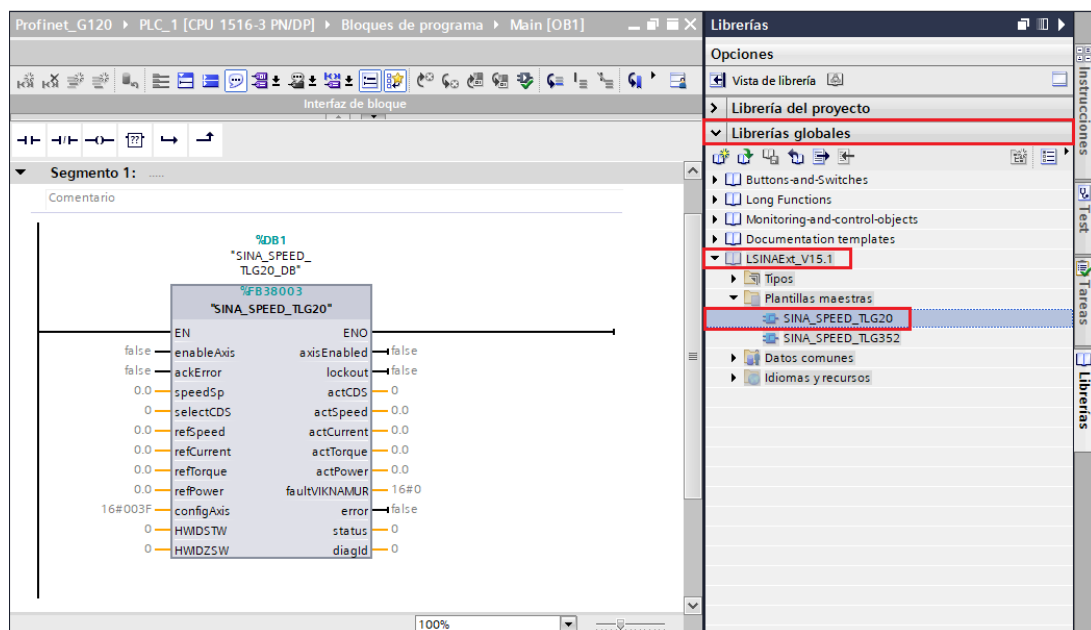 Profinet_G120 ▸ PLC_1 [CPU 1516-3 PN/DP] ▸ Bloques de programa ▸ Main [OB1]
Interfaz de bloque
Segmento 1: .....
Comentario
%DB1
"SINA_SPEED_
TLG20_DB"
%FB38003
"SINA_SPEED_TLG20"
EN ENO
false enableAxis axisEnabled false
false ackError lockout false
0.0 speedSp actCDS 0
0 selectCDS actSpeed 0.0
0.0 refSpeed actCurrent 0.0
0.0 refCurrent actTorque 0.0
0.0 refTorque actPower 0.0
0.0 refPower faultVIKNAMUR 16#0
16#003F configAxis error false
0 HWIDSTW status 0
0 HWIDZSW diagId 0
100%
Librerías
Opciones
Vista de librería
Librería del proyecto
Librerías globales
Buttons-and-Switches
Long Functions
Monitoring-and-control-objects
Documentation templates
LSINAExt_V15.1
Tipos
Plantillas maestras
SINA_SPEED_TLG20
SINA_SPEED_TLG352
Datos comunes
Idiomas y recursos
Instrucciones
Test
Tareas
Librerías